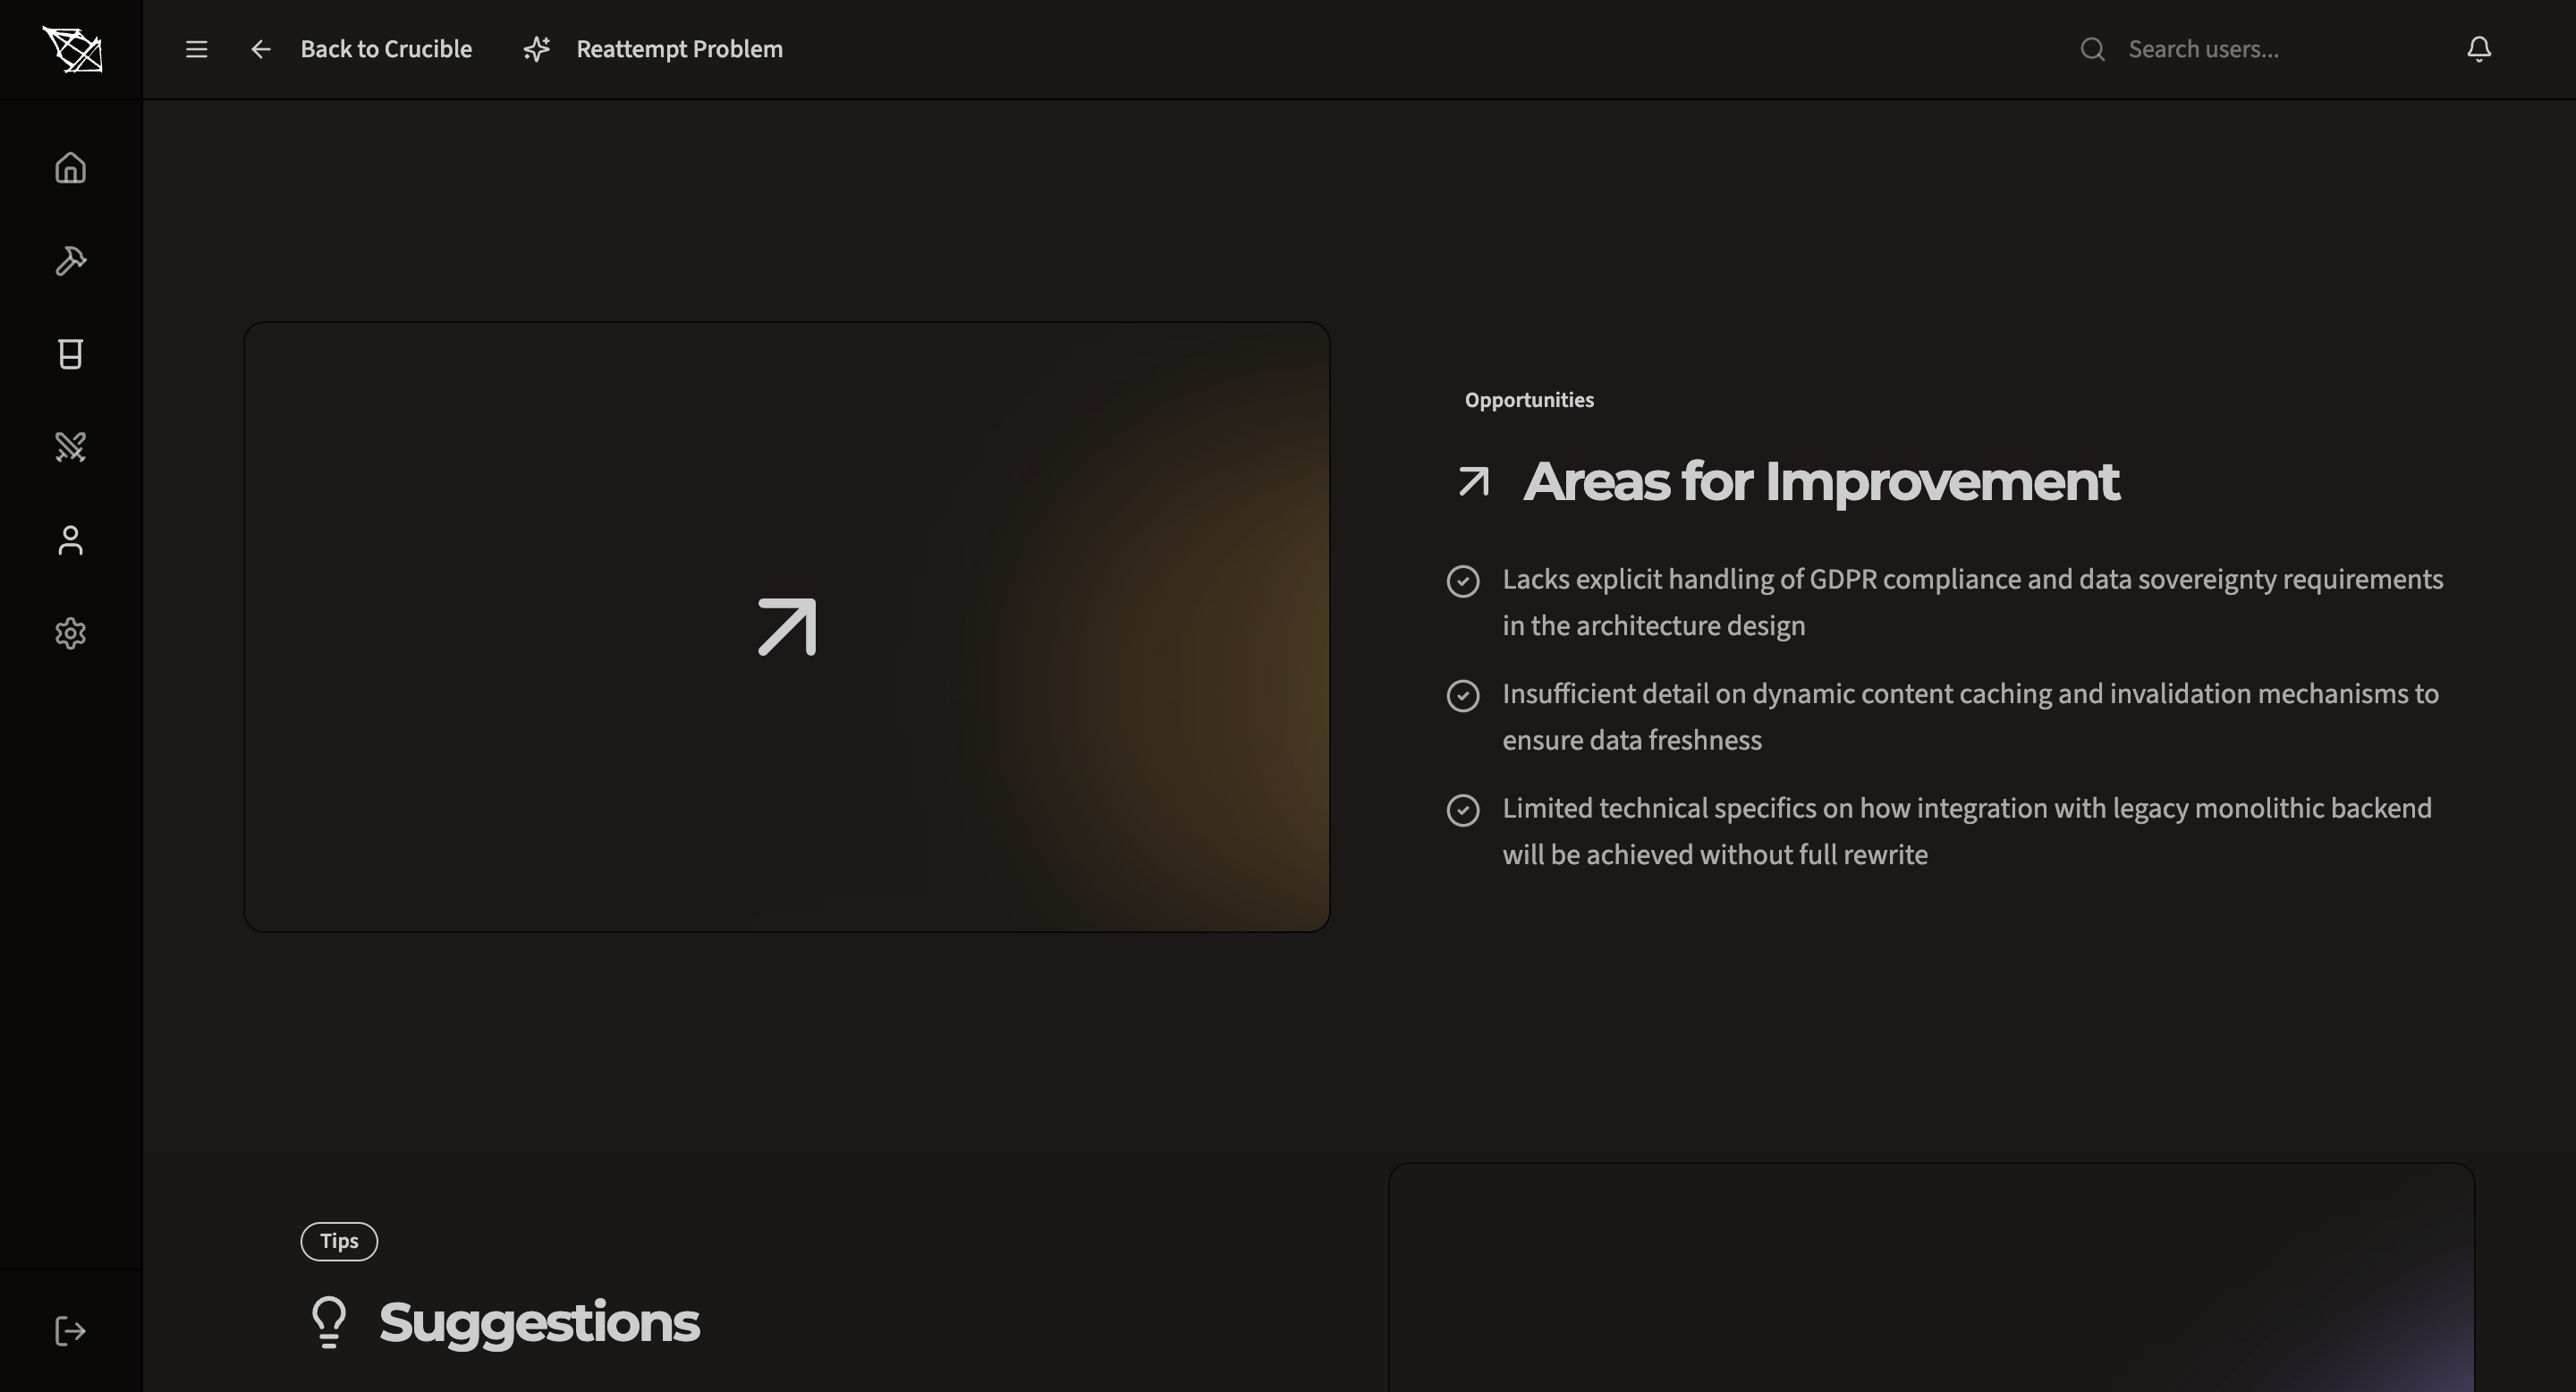 Back to Crucible
Reattempt Problem
Search users...
Opportunities
Areas for Improvement
Lacks explicit handling of GDPR compliance and data sovereignty requirements
in the architecture design
Insufficient detail on dynamic content caching and invalidation mechanisms to
ensure data freshness
Limited technical specifics on how integration with legacy monolithic backend
will be achieved without full rewrite
Tips
Suggestions